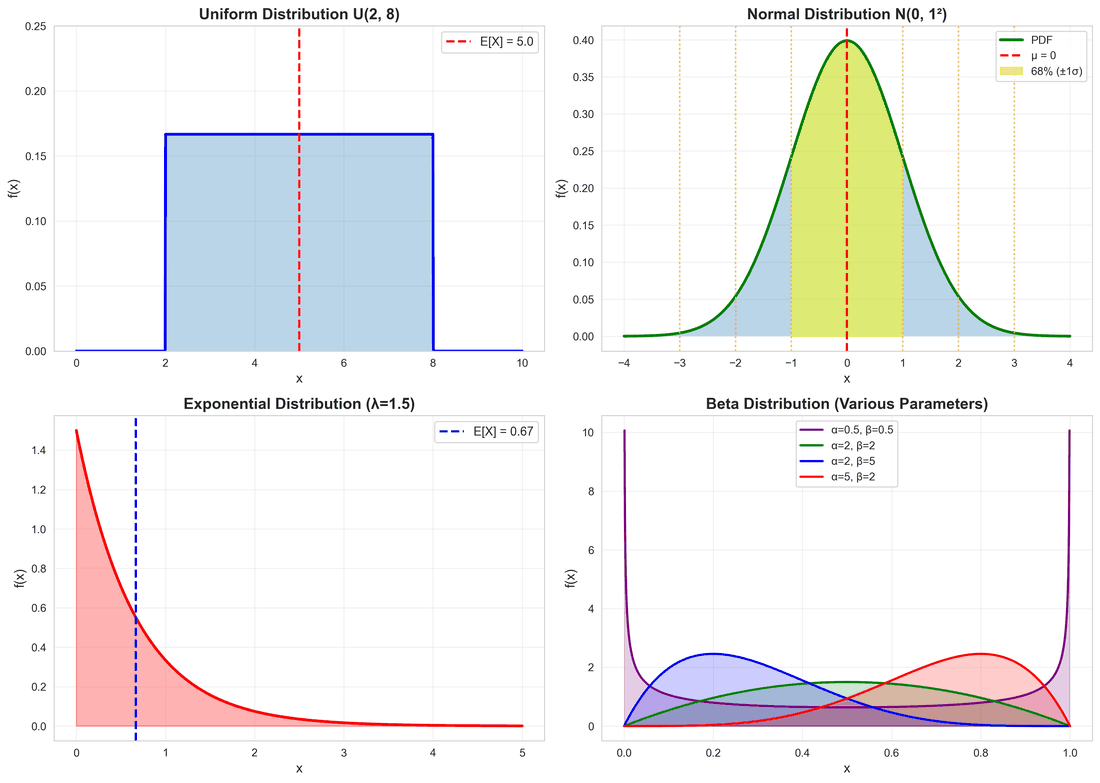 Uniform Distribution U(2, 8)
E[X] = 5.0
f(x)
0.25
0.20
0.15
0.10
0.05
0.00
0 2 4 6 8 10
x
Normal Distribution N(0, 1²)
PDF
μ = 0
68% (±1σ)
f(x)
0.40
0.35
0.30
0.25
0.20
0.15
0.10
0.05
0.00
−4 −3 −2 −1 0 1 2 3 4
x
Exponential Distribution (λ=1.5)
E[X] = 0.67
f(x)
1.4
1.2
1.0
0.8
0.6
0.4
0.2
0.0
0 1 2 3 4 5
x
Beta Distribution (Various Parameters)
α=0.5, β=0.5
α=2, β=2
α=2, β=5
α=5, β=2
f(x)
10
8
6
4
2
0
0.0 0.2 0.4 0.6 0.8 1.0
x